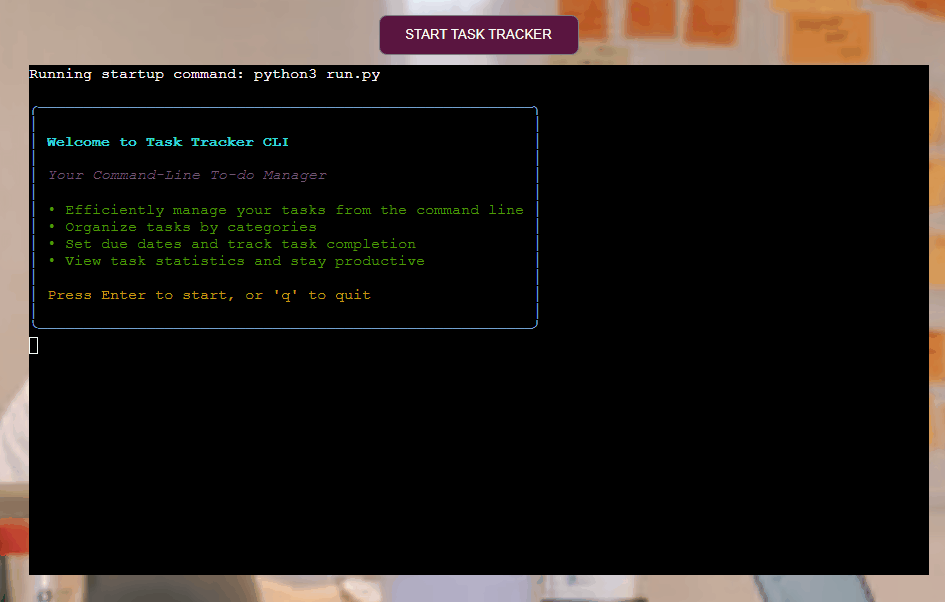 START TASK TRACKER
Running startup command: python3 run.py
Welcome to Task Tracker CLI
Your Command-Line To-do Manager
• Efficiently manage your tasks from the command line
• Organize tasks by categories
• Set due dates and track task completion
• View task statistics and stay productive
Press Enter to start, or 'q' to quit